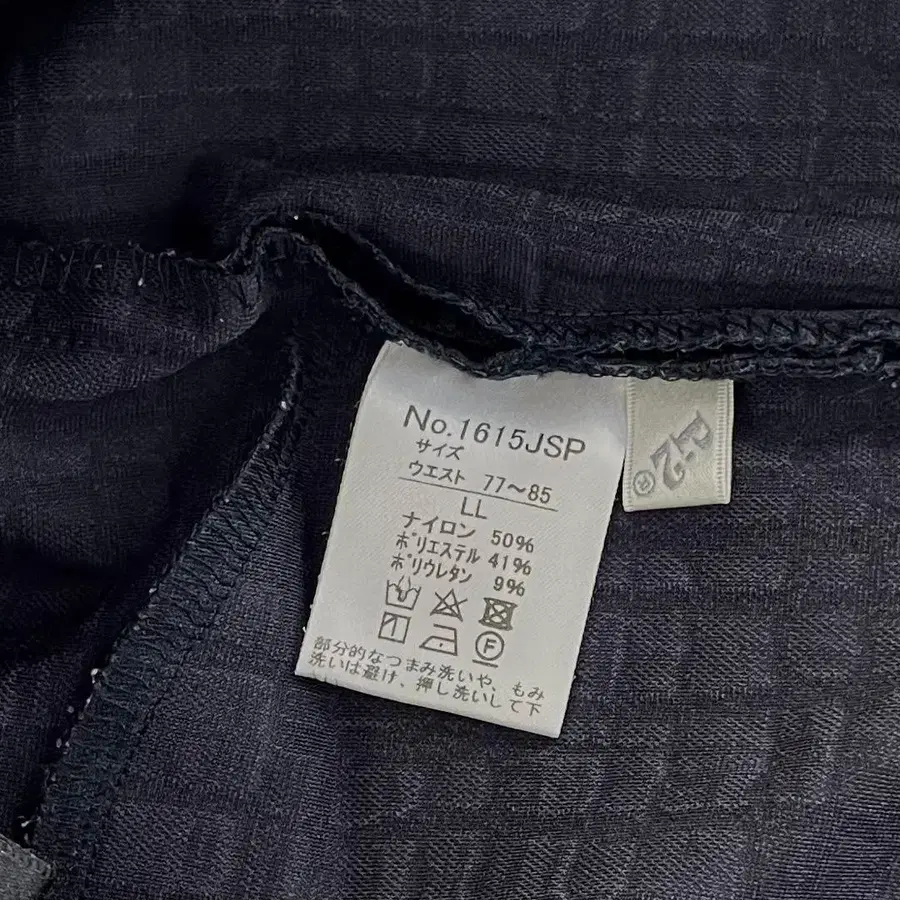 No.1615JSP
サイズ
ウエスト 77〜85
LL
ナイロン 50%
ポリエステル 41%
ポリウレタン 9%
F
部分的なつまみ洗いや、もみ
洗いは避け、押し洗いして下